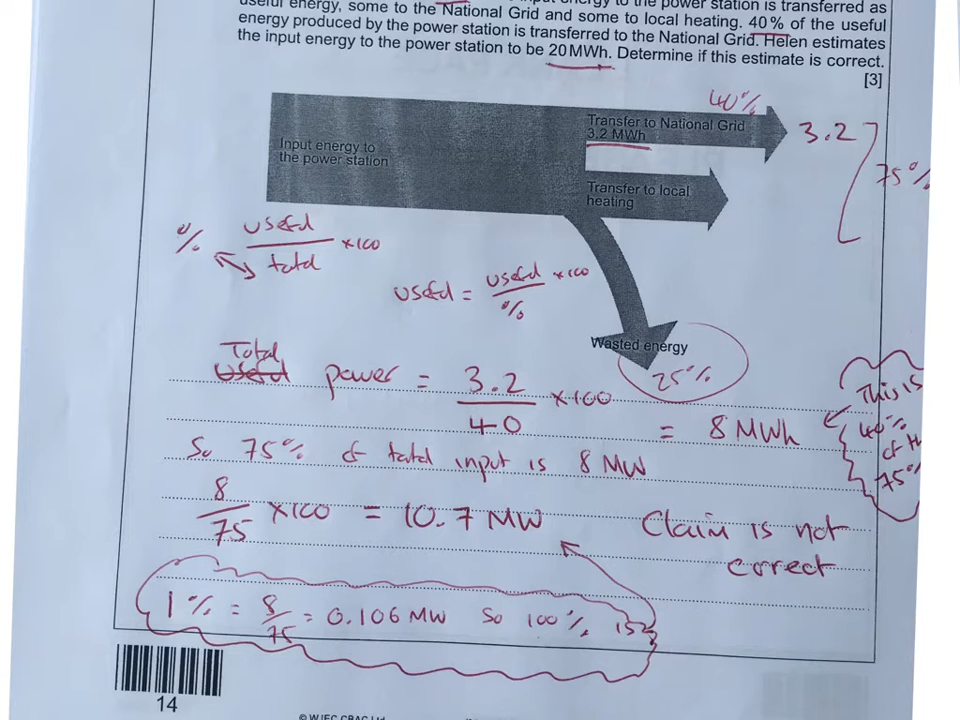 useful energy, some to the National Grid and some to local heating. 40% of the useful
energy produced by the power station is transferred to the National Grid. Helen estimates
the input energy to the power station to be 20 MWh. Determine if this estimate is correct.
[3]
40%
Transfer to National Grid
3.2 MWh
3.2
75%
Input energy to
the power station
Transfer to local
heating
% useful / total ×100
useful = useful / % ×100
Wasted energy
25%
Total
useful power = 3.2 / 40 ×100
= 8 MWh
This is
40%
of th
75%
So 75% of total input is 8 MW
8 / 75 ×100 = 10.7 MW
Claim is not
correct
1% = 8 / 75 = 0.106 MW So 100% is
14
© WJEC CBAC Ltd